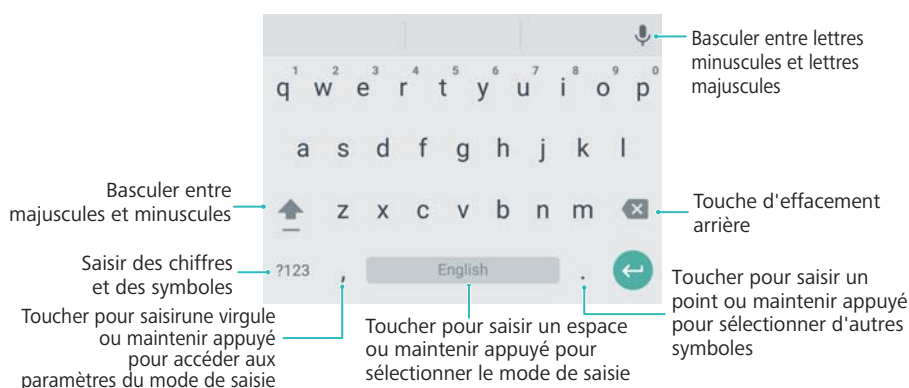 Basculer entre lettres
minuscules et lettres
majuscules
1 2 3 4 5 6 7 8 9 0
q w e r t y u i o p
a s d f g h j k l
Basculer entre
majuscules et minuscules
z x c v b n m
Touche d'effacement
arrière
Saisir des chiffres
et des symboles
?123 , English .
Toucher pour saisirune virgule
ou maintenir appuyé
pour accéder aux
paramètres du mode de saisie
Toucher pour saisir un espace
ou maintenir appuyé pour
sélectionner le mode de saisie
Toucher pour saisir un
point ou maintenir appuyé
pour sélectionner d'autres
symboles